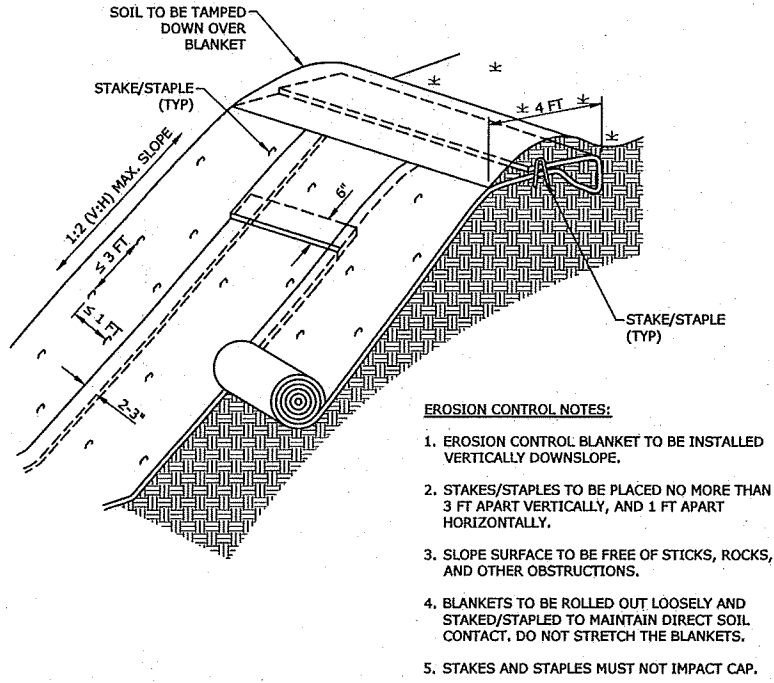 SOIL TO BE TAMPED
DOWN OVER
BLANKET
STAKE/STAPLE
(TYP)
4 FT
1:2 (V:H) MAX. SLOPE
6"
≤ 3 FT
≤ 1 FT
2-3"
STAKE/STAPLE
(TYP)
EROSION CONTROL NOTES:
1. EROSION CONTROL BLANKET TO BE INSTALLED
VERTICALLY DOWNSLOPE.
2. STAKES/STAPLES TO BE PLACED NO MORE THAN
3 FT APART VERTICALLY, AND 1 FT APART
HORIZONTALLY.
3. SLOPE SURFACE TO BE FREE OF STICKS, ROCKS,
AND OTHER OBSTRUCTIONS.
4. BLANKETS TO BE ROLLED OUT LOOSELY AND
STAKED/STAPLED TO MAINTAIN DIRECT SOIL
CONTACT. DO NOT STRETCH THE BLANKETS.
5. STAKES AND STAPLES MUST NOT IMPACT CAP.